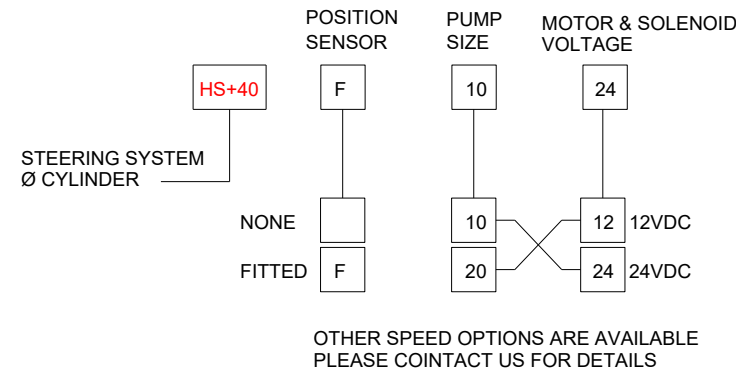 POSITION SENSOR
PUMP SIZE
MOTOR & SOLENOID VOLTAGE
HS+40
F
10
24
STEERING SYSTEM
Ø CYLINDER
NONE
10
12
12VDC
FITTED
F
20
24
24VDC
OTHER SPEED OPTIONS ARE AVAILABLE
PLEASE COINTACT US FOR DETAILS